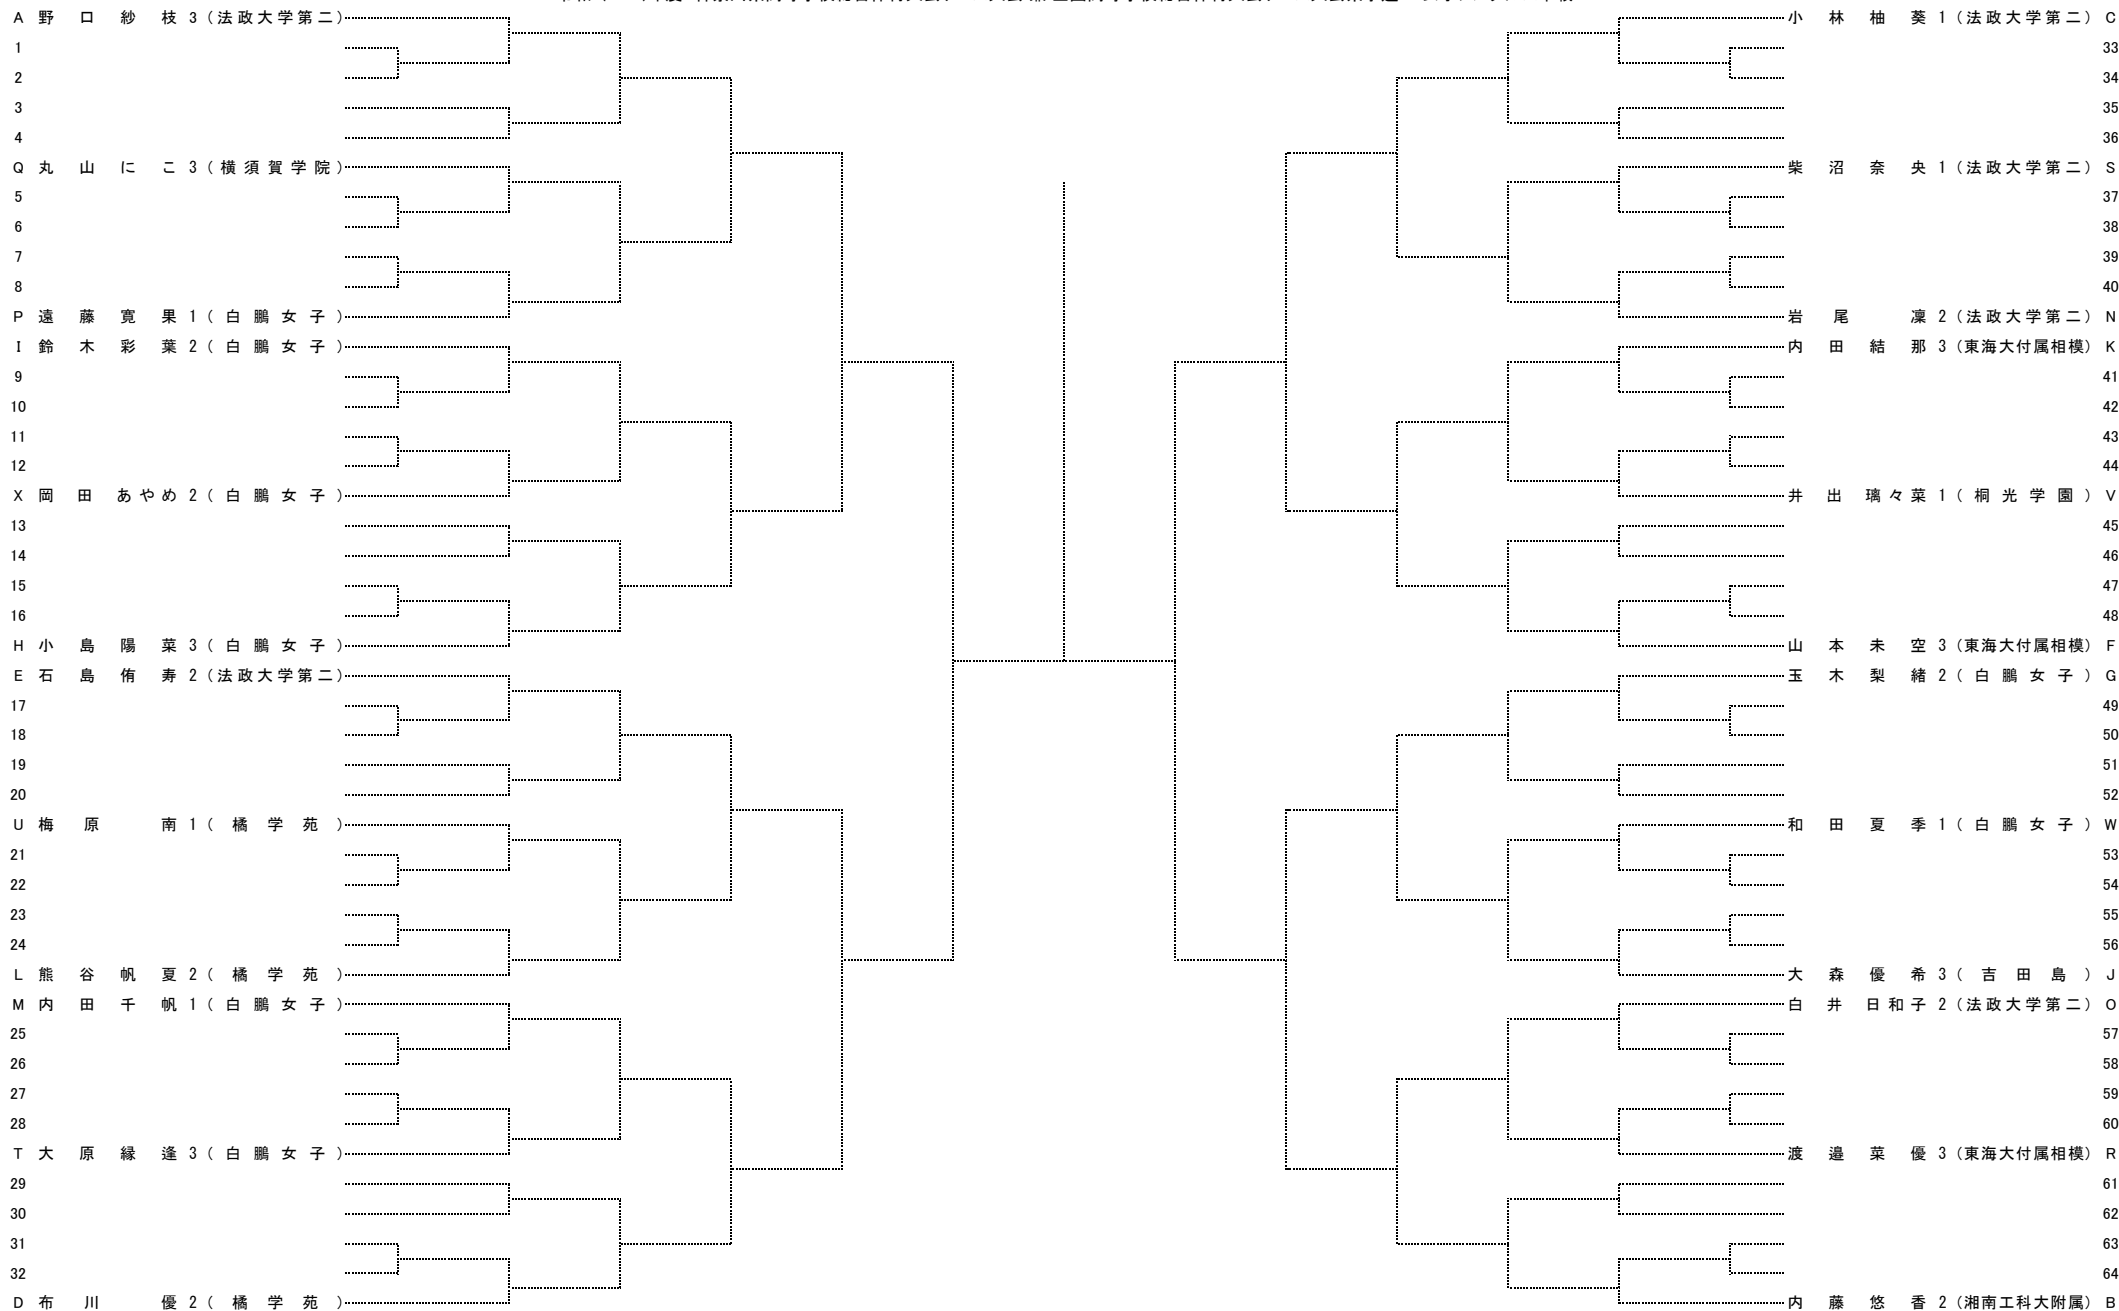 A 野口紗枝 3 (法政大学第二)
1
2
3
4
Q 丸山にこ 3 (横須賀学院)
5
6
7
8
P 遠藤寛果 1 (白鵬女子)
I 鈴木彩葉 2 (白鵬女子)
9
10
11
12
X 岡田あやめ 2 (白鵬女子)
13
14
15
16
H 小島陽菜 3 (白鵬女子)
E 石島侑寿 2 (法政大学第二)
17
18
19
20
U 梅原南 1 (橘学苑)
21
22
23
24
L 熊谷帆夏 2 (橘学苑)
M 内田千帆 1 (白鵬女子)
25
26
27
28
T 大原縁逢 3 (白鵬女子)
29
30
31
32
D 布川優 2 (橘学苑)
小林柚葵 1 (法政大学第二) C
33
34
35
36
柴沼奈央 1 (法政大学第二) S
37
38
39
40
岩尾凜 2 (法政大学第二) N
内田結那 3 (東海大付属相模) K
41
42
43
44
井出璃々菜 1 (桐光学園) V
45
46
47
48
山本未空 3 (東海大付属相模) F
玉木梨緒 2 (白鵬女子) G
49
50
51
52
和田夏季 1 (白鵬女子) W
53
54
55
56
大森優希 3 (吉田島) J
白井日和子 2 (法政大学第二) O
57
58
59
60
渡邉菜優 3 (東海大付属相模) R
61
62
63
64
内藤悠香 2 (湘南工科大附属) B